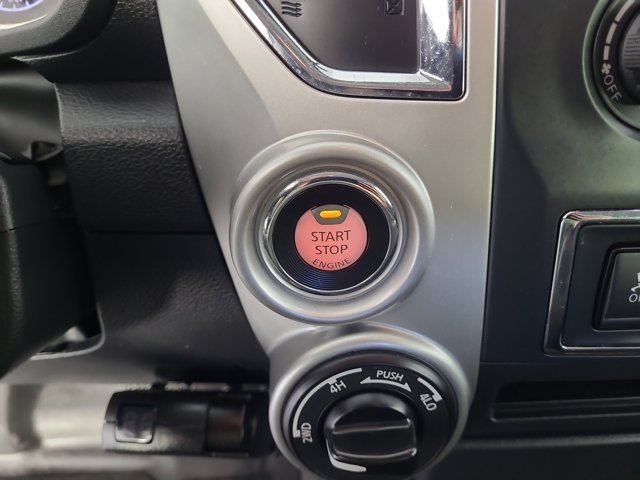 OFF
START
STOP
ENGINE
PUSH
4H
4LO
2WD